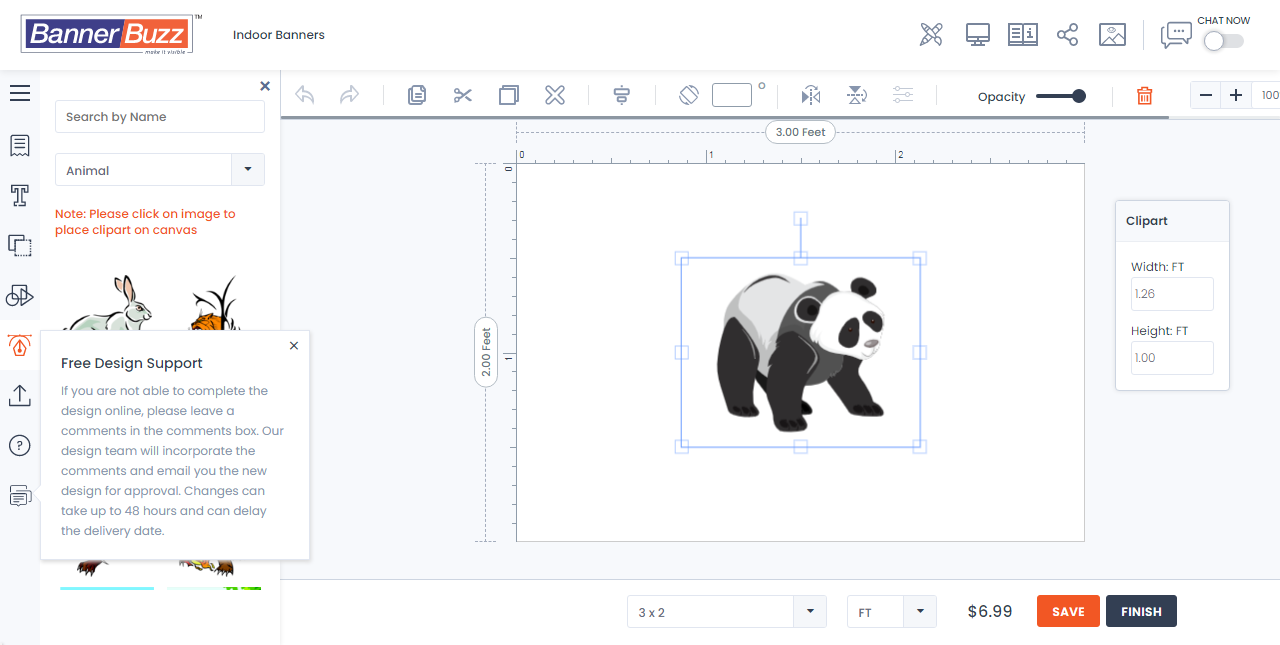 BannerBuzz TM
make it visible
Indoor Banners
CHAT NOW
Search by Name
Animal
Note: Please click on image to
place clipart on canvas
Free Design Support
If you are not able to complete the
design online, please leave a
comments in the comments box. Our
design team will incorporate the
comments and email you the new
design for approval. Changes can
take up to 48 hours and can delay
the delivery date.
Opacity
100
3.00 Feet
0
1
2
0
1
2.00 Feet
Clipart
Width: FT
1.26
Height: FT
1.00
3 x 2
FT
$6.99
SAVE
FINISH